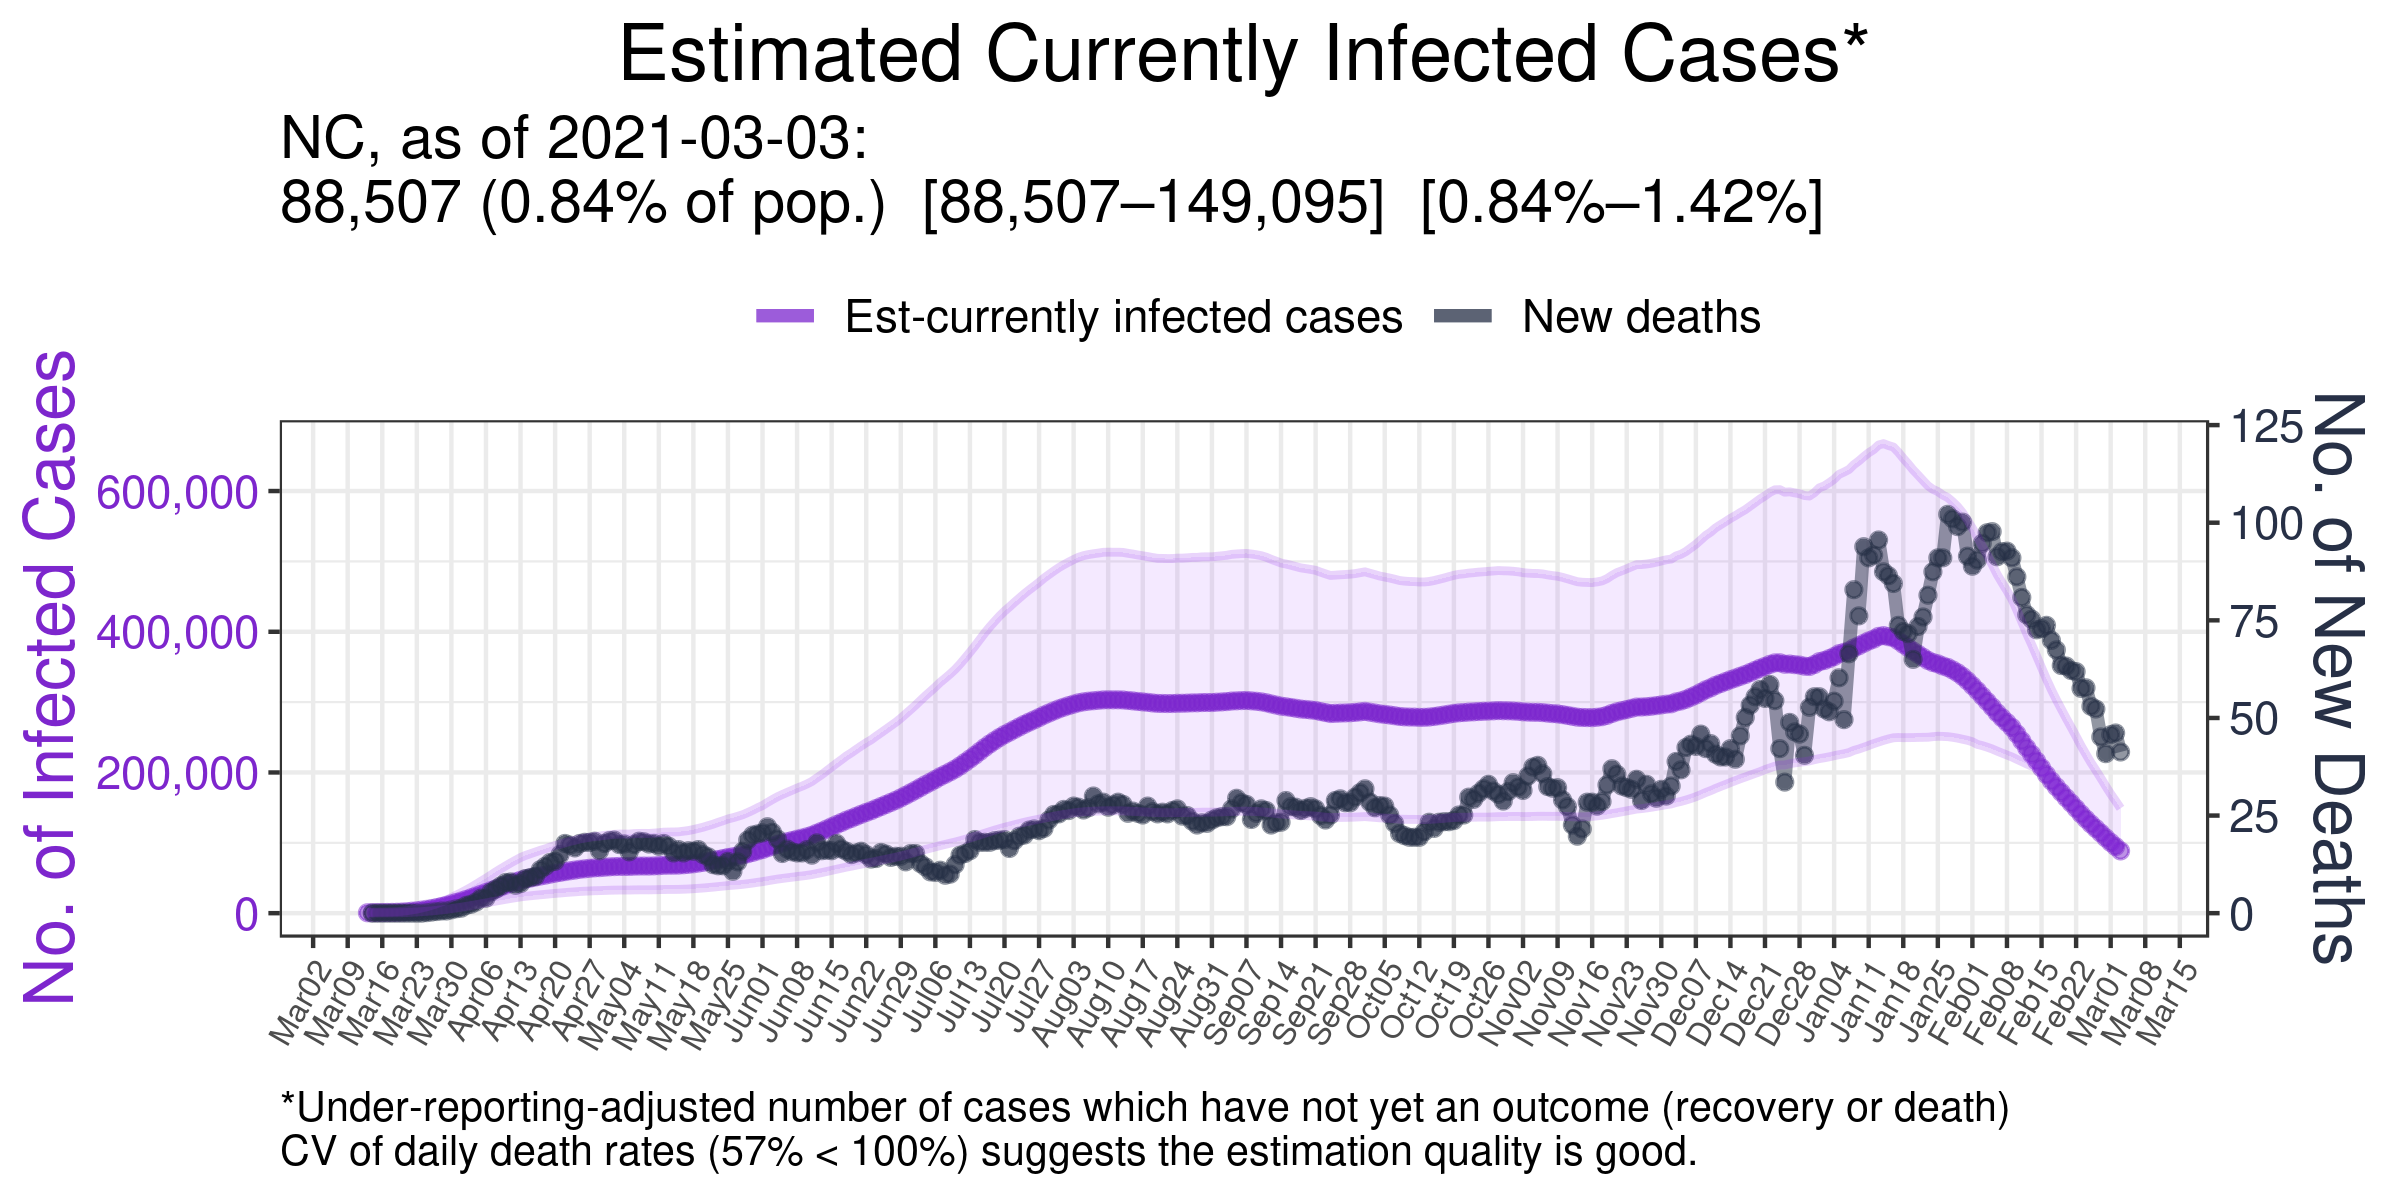 Estimated Currently Infected Cases*
NC, as of 2021-03-03:
88,507 (0.84% of pop.) [88,507–149,095] [0.84%–1.42%]
Est-currently infected cases New deaths
No. of Infected Cases
600,000
400,000
200,000
0
125
100
75
50
25
0
No. of New Deaths
Mar02 Mar09 Mar16 Mar23 Mar30 Apr06 Apr13 Apr20 Apr27 May04 May11 May18 May25 Jun01 Jun08 Jun15 Jun22 Jun29 Jul06 Jul13 Jul20 Jul27 Aug03 Aug10 Aug17 Aug24 Aug31 Sep07 Sep14 Sep21 Sep28 Oct05 Oct12 Oct19 Oct26 Nov02 Nov09 Nov16 Nov23 Nov30 Dec07 Dec14 Dec21 Dec28 Jan04 Jan11 Jan18 Jan25 Feb01 Feb08 Feb15 Feb22 Mar01 Mar08 Mar15
*Under-reporting-adjusted number of cases which have not yet an outcome (recovery or death)
CV of daily death rates (57% < 100%) suggests the estimation quality is good.